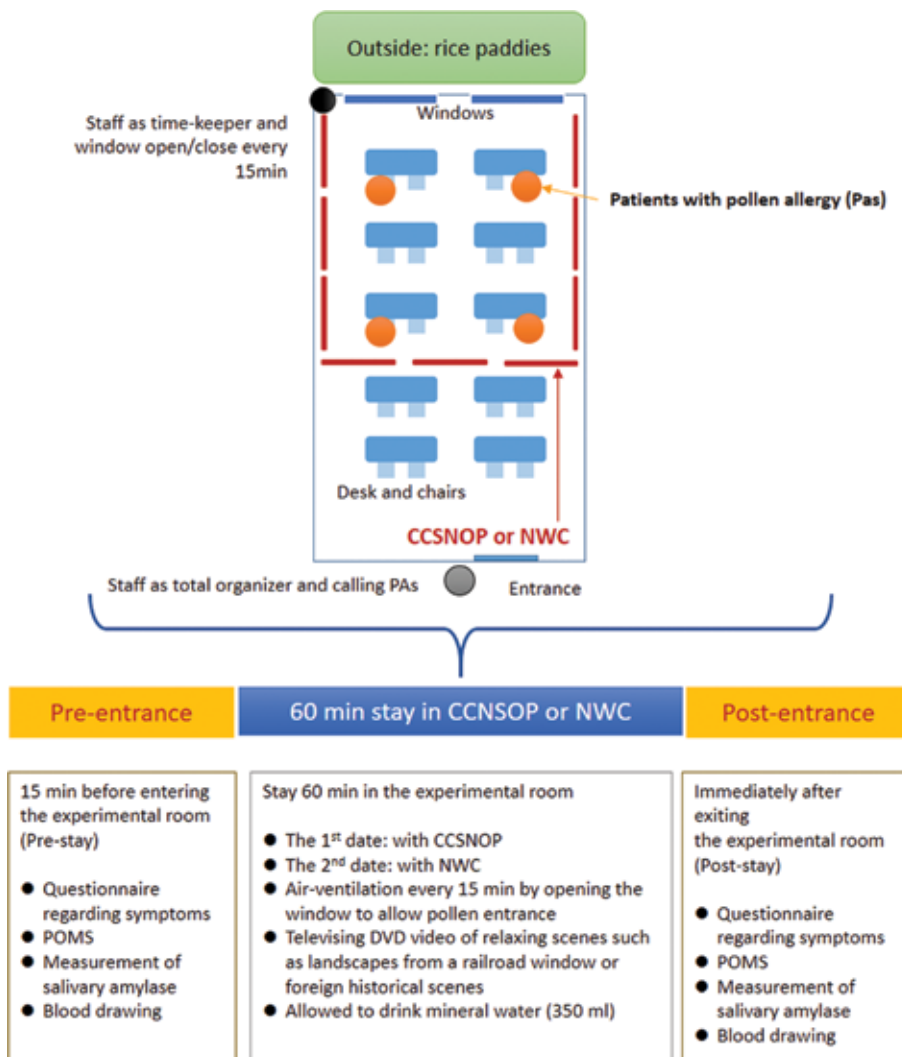 Outside: rice paddies
Windows
Staff as time-keeper and
window open/close every
15min
Patients with pollen allergy (Pas)
Desk and chairs
CCSNOP or NWC
Staff as total organizer and calling PAs
Entrance
Pre-entrance
60 min stay in CCNSOP or NWC
Post-entrance
15 min before entering
the experimental room
(Pre-stay)
● Questionnaire
regarding symptoms
● POMS
● Measurement of
salivary amylase
● Blood drawing
Stay 60 min in the experimental room
● The 1st date: with CCSNOP
● The 2nd date: with NWC
● Air-ventilation every 15 min by opening the
window to allow pollen entrance
● Televising DVD video of relaxing scenes such
as landscapes from a railroad window or
foreign historical scenes
● Allowed to drink mineral water (350 ml)
Immediately after
exiting
the experimental room
(Post-stay)
● Questionnaire
regarding symptoms
● POMS
● Measurement of
salivary amylase
● Blood drawing